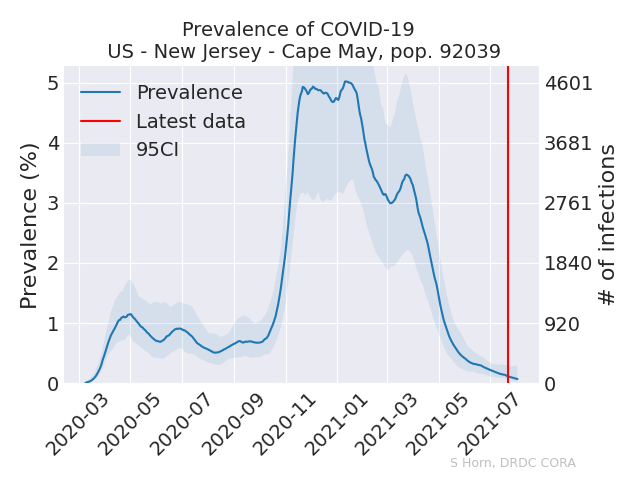 Prevalence of COVID-19
US - New Jersey - Cape May, pop. 92039
Prevalence
Latest data
95CI
Prevalence (%)
5
4
3
2
1
0
4601
3681
2761
1840
920
0
# of infections
2020-03
2020-05
2020-07
2020-09
2020-11
2021-01
2021-03
2021-05
2021-07
S Horn, DRDC CORA